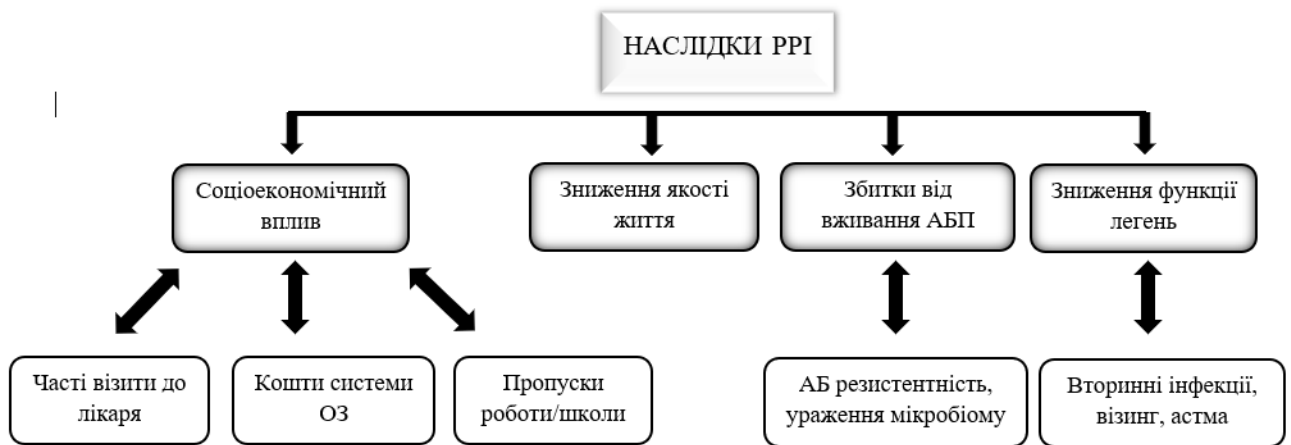 НАСЛІДКИ РРІ
Соціоекономічний
вплив
Зниження якості
життя
Збитки від
вживання АБП
Зниження функції
легень
Часті візити до
лікаря
Кошти системи
ОЗ
Пропуски
роботи/школи
АБ резистентність,
ураження мікробіому
Вторинні інфекції,
візинг, астма